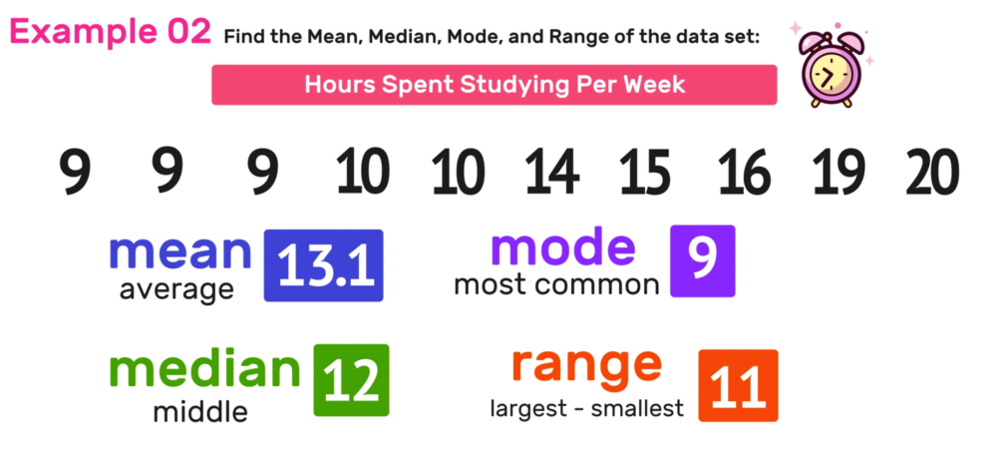 Example 02 Find the Mean, Median, Mode, and Range of the data set:
Hours Spent Studying Per Week
9 9 9 10 10 14 15 16 19 20
mean 13.1
average
mode 9
most common
median 12
middle
range 11
largest - smallest